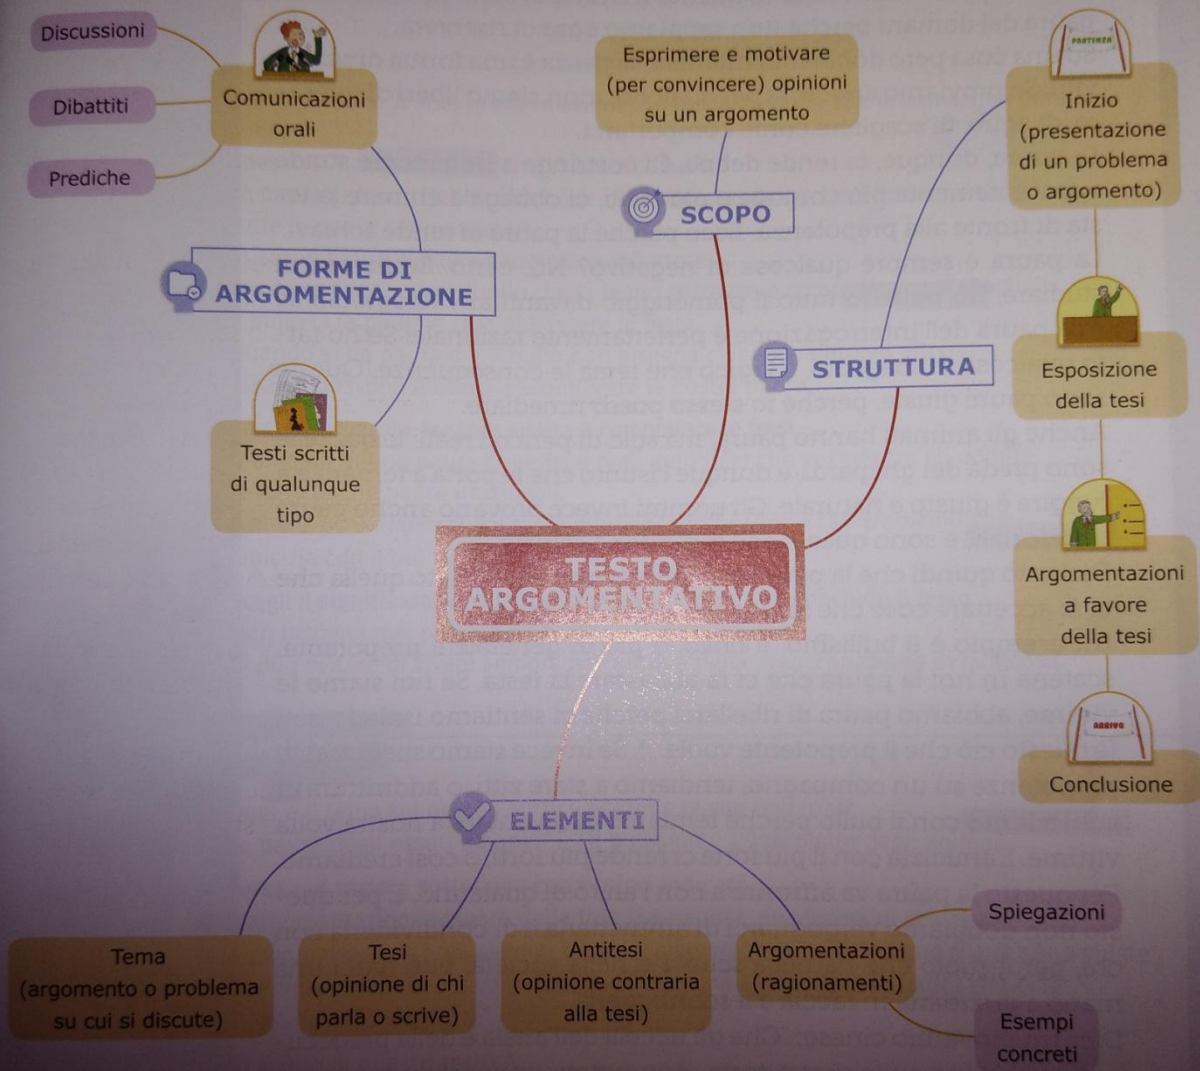 Discussioni
Dibattiti
Prediche
Comunicazioni
orali
FORME DI
ARGOMENTAZIONE
Testi scritti
di qualunque
tipo
Esprimere e motivare
(per convincere) opinioni
su un argomento
SCOPO
STRUTTURA
PARTENZA
Inizio
(presentazione
di un problema
o argomento)
Esposizione
della tesi
Argomentazioni
a favore
della tesi
ARRIVO
Conclusione
TESTO
ARGOMENTATIVO
ELEMENTI
Tema
(argomento o problema
su cui si discute)
Tesi
(opinione di chi
parla o scrive)
Antitesi
(opinione contraria
alla tesi)
Argomentazioni
(ragionamenti)
Spiegazioni
Esempi
concreti